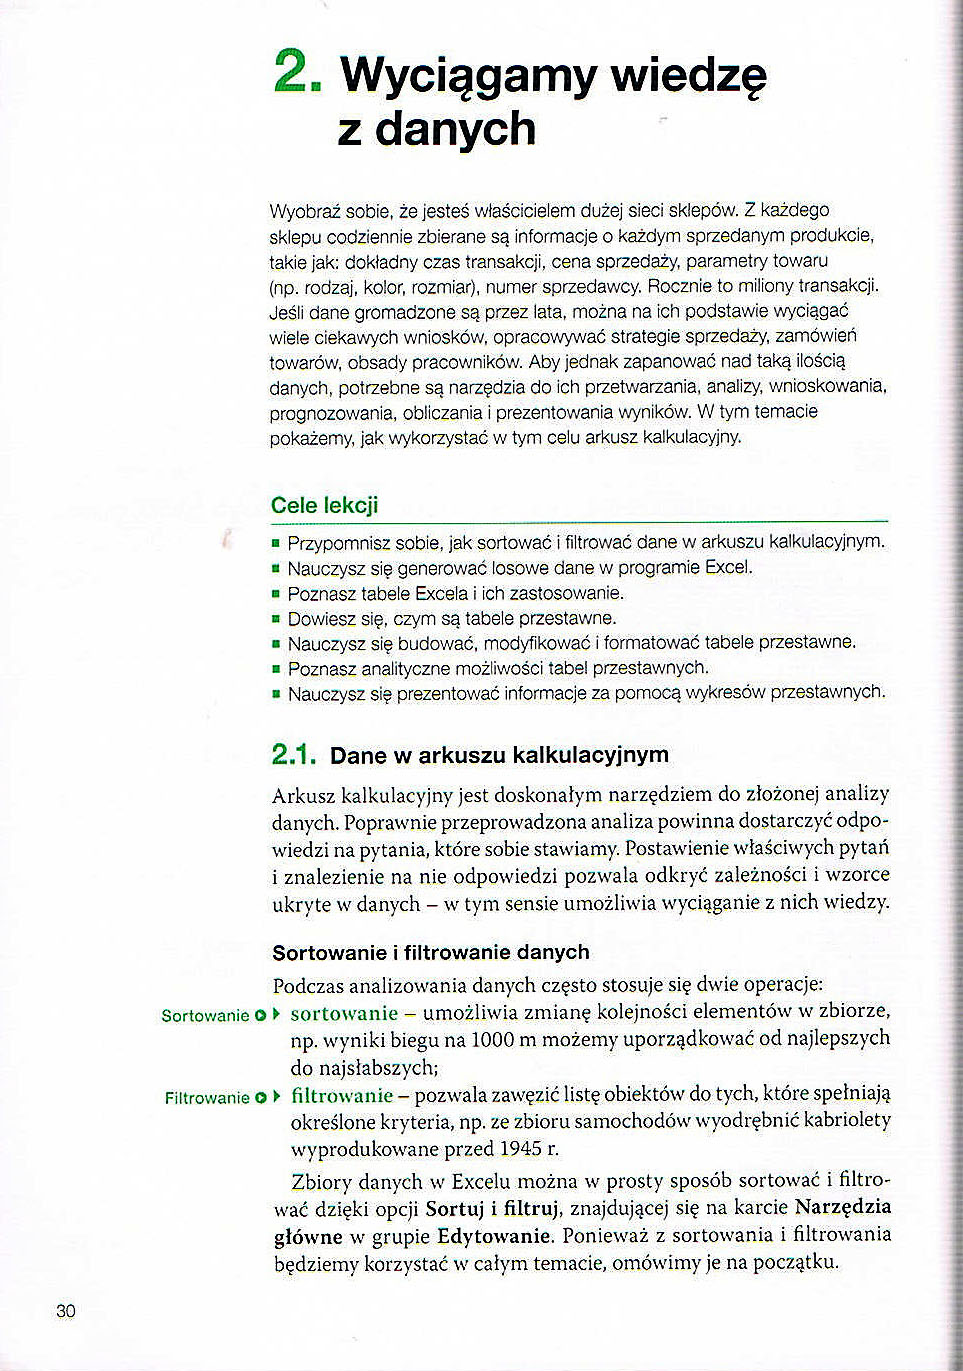 2. Wyciągamy wiedzę
z danych
Wyobraź sobie, że jesteś właścicielem dużej sieci sklepów. Z każdego
sklepu codziennie zbierane są informacje o każdym sprzedanym produkcie,
takie jak: dokładny czas transakcji, cena sprzedaży, parametry towaru
(np. rodzaj, kolor, rozmiar), numer sprzedawcy. Rocznie to miliony transakcji.
Jeśli dane gromadzone są przez lata, można na ich podstawie wyciągać
wiele ciekawych wniosków, opracowywać strategie sprzedaży, zamówień
towarów, obsady pracowników. Aby jednak zapanować nad taką ilością
danych, potrzebne są narzędzia do ich przetwarzania, analizy, wnioskowania,
prognozowania, obliczania i prezentowania wyników. W tym temacie
pokażemy, jak wykorzystać w tym celu arkusz kalkulacyjny.
Cele lekcji
▪ Przypomnisz sobie, jak sortować i filtrować dane w arkuszu kalkulacyjnym.
▪ Nauczysz się generować losowe dane w programie Excel.
▪ Poznasz tabele Excela i ich zastosowanie.
▪ Dowiesz się, czym są tabele przestawne.
▪ Nauczysz się budować, modyfikować i formatować tabele przestawne.
▪ Poznasz analityczne możliwości tabel przestawnych.
▪ Nauczysz się prezentować informacje za pomocą wykresów przestawnych.
2.1. Dane w arkuszu kalkulacyjnym
Arkusz kalkulacyjny jest doskonałym narzędziem do złożonej analizy
danych. Poprawnie przeprowadzona analiza powinna dostarczyć odpo-
wiedzi na pytania, które sobie stawiamy. Postawienie właściwych pytań
i znalezienie na nie odpowiedzi pozwala odkryć zależności i wzorce
ukryte w danych – w tym sensie umożliwia wyciąganie z nich wiedzy.
Sortowanie i filtrowanie danych
Podczas analizowania danych często stosuje się dwie operacje:
Sortowanie sortowanie – umożliwia zmianę kolejności elementów w zbiorze,
np. wyniki biegu na 1000 m możemy uporządkować od najlepszych
do najsłabszych;
Filtrowanie filtrowanie – pozwala zawęzić listę obiektów do tych, które spełniają
określone kryteria, np. ze zbioru samochodów wyodrębnić kabriolety
wyprodukowane przed 1945 r.
Zbiory danych w Excelu można w prosty sposób sortować i filtro-
wać dzięki opcji Sortuj i filtruj, znajdującej się na karcie Narzędzia
główne w grupie Edytowanie. Ponieważ z sortowania i filtrowania
będziemy korzystać w całym temacie, omówimy je na początku.
30